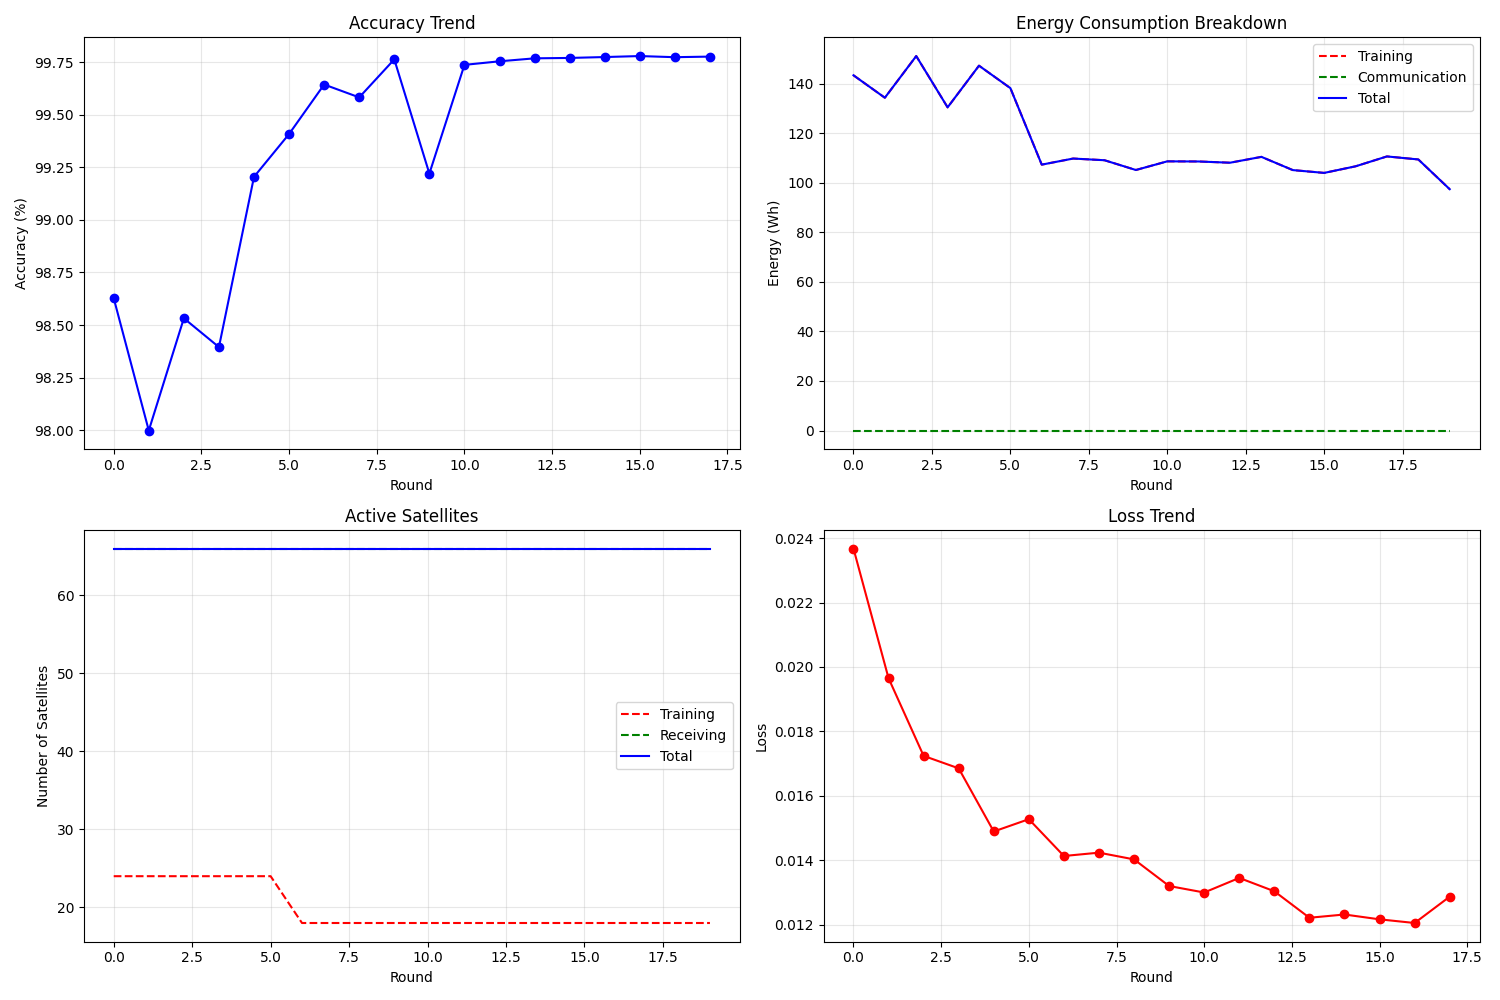 Accuracy Trend
Accuracy (%)
99.75
99.50
99.25
99.00
98.75
98.50
98.25
98.00
0.0 2.5 5.0 7.5 10.0 12.5 15.0 17.5
Round
Energy Consumption Breakdown
Energy (Wh)
140
120
100
80
60
40
20
0
Training
Communication
Total
0.0 2.5 5.0 7.5 10.0 12.5 15.0 17.5
Round
Active Satellites
Number of Satellites
60
50
40
30
20
Training
Receiving
Total
0.0 2.5 5.0 7.5 10.0 12.5 15.0 17.5
Round
Loss Trend
Loss
0.024
0.022
0.020
0.018
0.016
0.014
0.012
0.0 2.5 5.0 7.5 10.0 12.5 15.0 17.5
Round